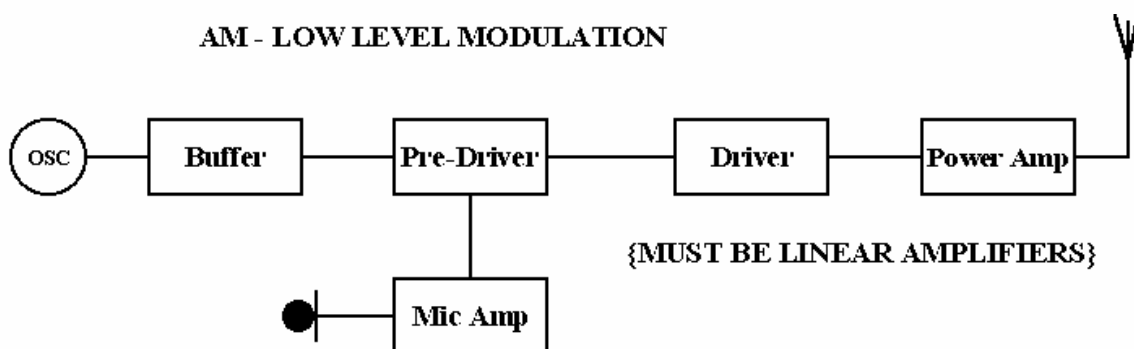 AM - LOW LEVEL MODULATION
OSC
Buffer
Pre-Driver
Driver
Power Amp
{MUST BE LINEAR AMPLIFIERS}
Mic Amp